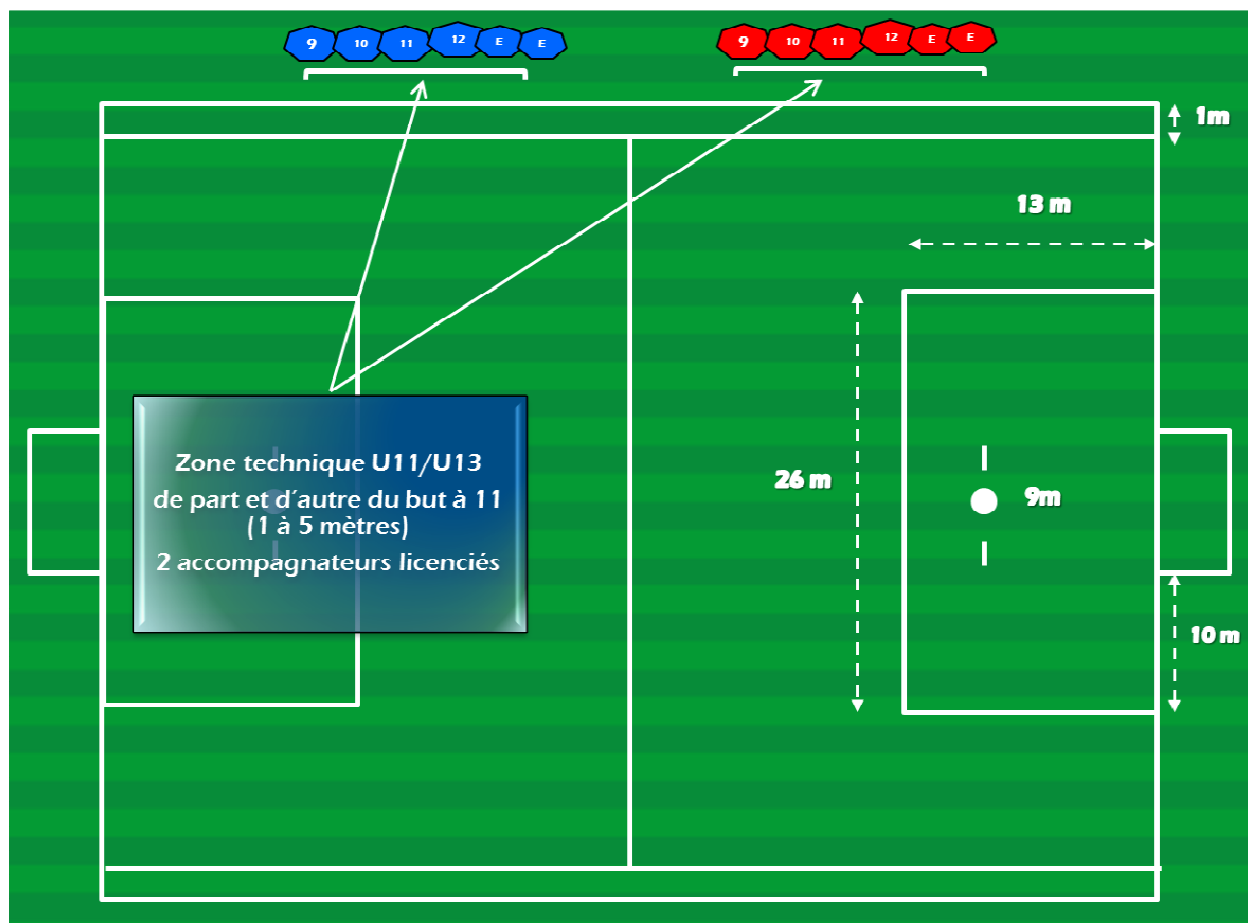 9 10 11 12 E E
9 10 11 12 E E
1m
13 m
Zone technique U11/U13
de part et d'autre du but à 11
(1 à 5 mètres)
2 accompagnateurs licenciés
26 m
9m
10 m